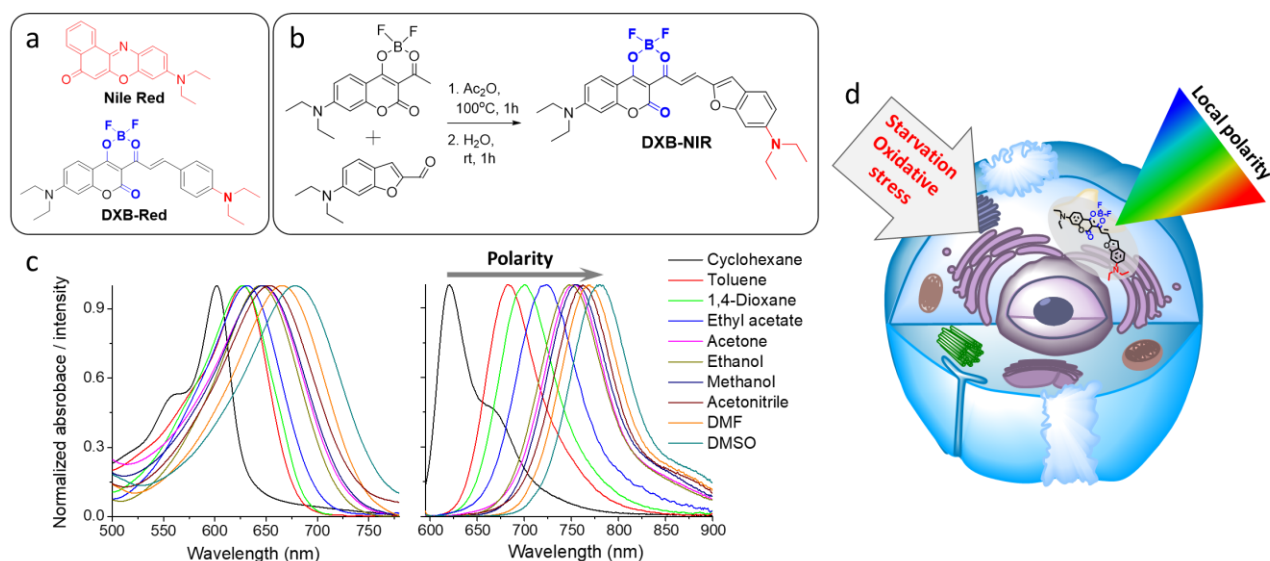 a
N
O
O
N
Nile Red
F
F
B
O
O
N
O
O
N
DXB-Red
b
F
F
B
O
O
N
O
O
+
N
O
O
1. Ac₂O,
100°C, 1h
2. H₂O,
rt, 1h
F
F
B
O
O
N
O
O
O
N
DXB-NIR
c
Normalized absorbace / intensity
0.9
0.6
0.3
0.0
500 550 600 650 700 750
Wavelength (nm)
Polarity
600 650 700 750 800 850 900
Wavelength (nm)
Cyclohexane
Toluene
1,4-Dioxane
Ethyl acetate
Acetone
Ethanol
Methanol
Acetonitrile
DMF
DMSO
d
Starvation
Oxidative
stress
Local polarity